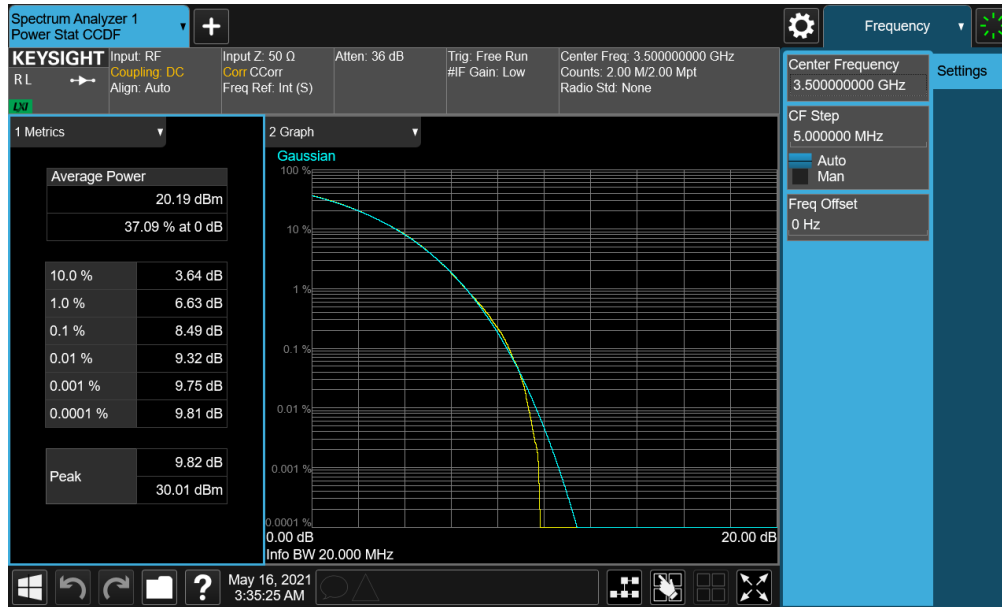 Spectrum Analyzer 1
Power Stat CCDF
Frequency
KEYSIGHT
R L
LXI
Input: RF
Coupling: DC
Align: Auto
Input Z: 50 Ω
Corr CCorr
Freq Ref: Int (S)
Atten: 36 dB
Trig: Free Run
#IF Gain: Low
Center Freq: 3.500000000 GHz
Counts: 2.00 M/2.00 Mpt
Radio Std: None
Center Frequency
3.500000000 GHz
Settings
CF Step
5.000000 MHz
Auto
Man
Freq Offset
0 Hz
1 Metrics
Average Power
20.19 dBm
37.09 % at 0 dB
10.0 % 3.64 dB
1.0 % 6.63 dB
0.1 % 8.49 dB
0.01 % 9.32 dB
0.001 % 9.75 dB
0.0001 % 9.81 dB
Peak 9.82 dB
30.01 dBm
2 Graph
Gaussian
100 %
10 %
1 %
0.1 %
0.01 %
0.001 %
0.0001 %
0.00 dB 20.00 dB
Info BW 20.000 MHz
?
May 16, 2021
3:35:25 AM